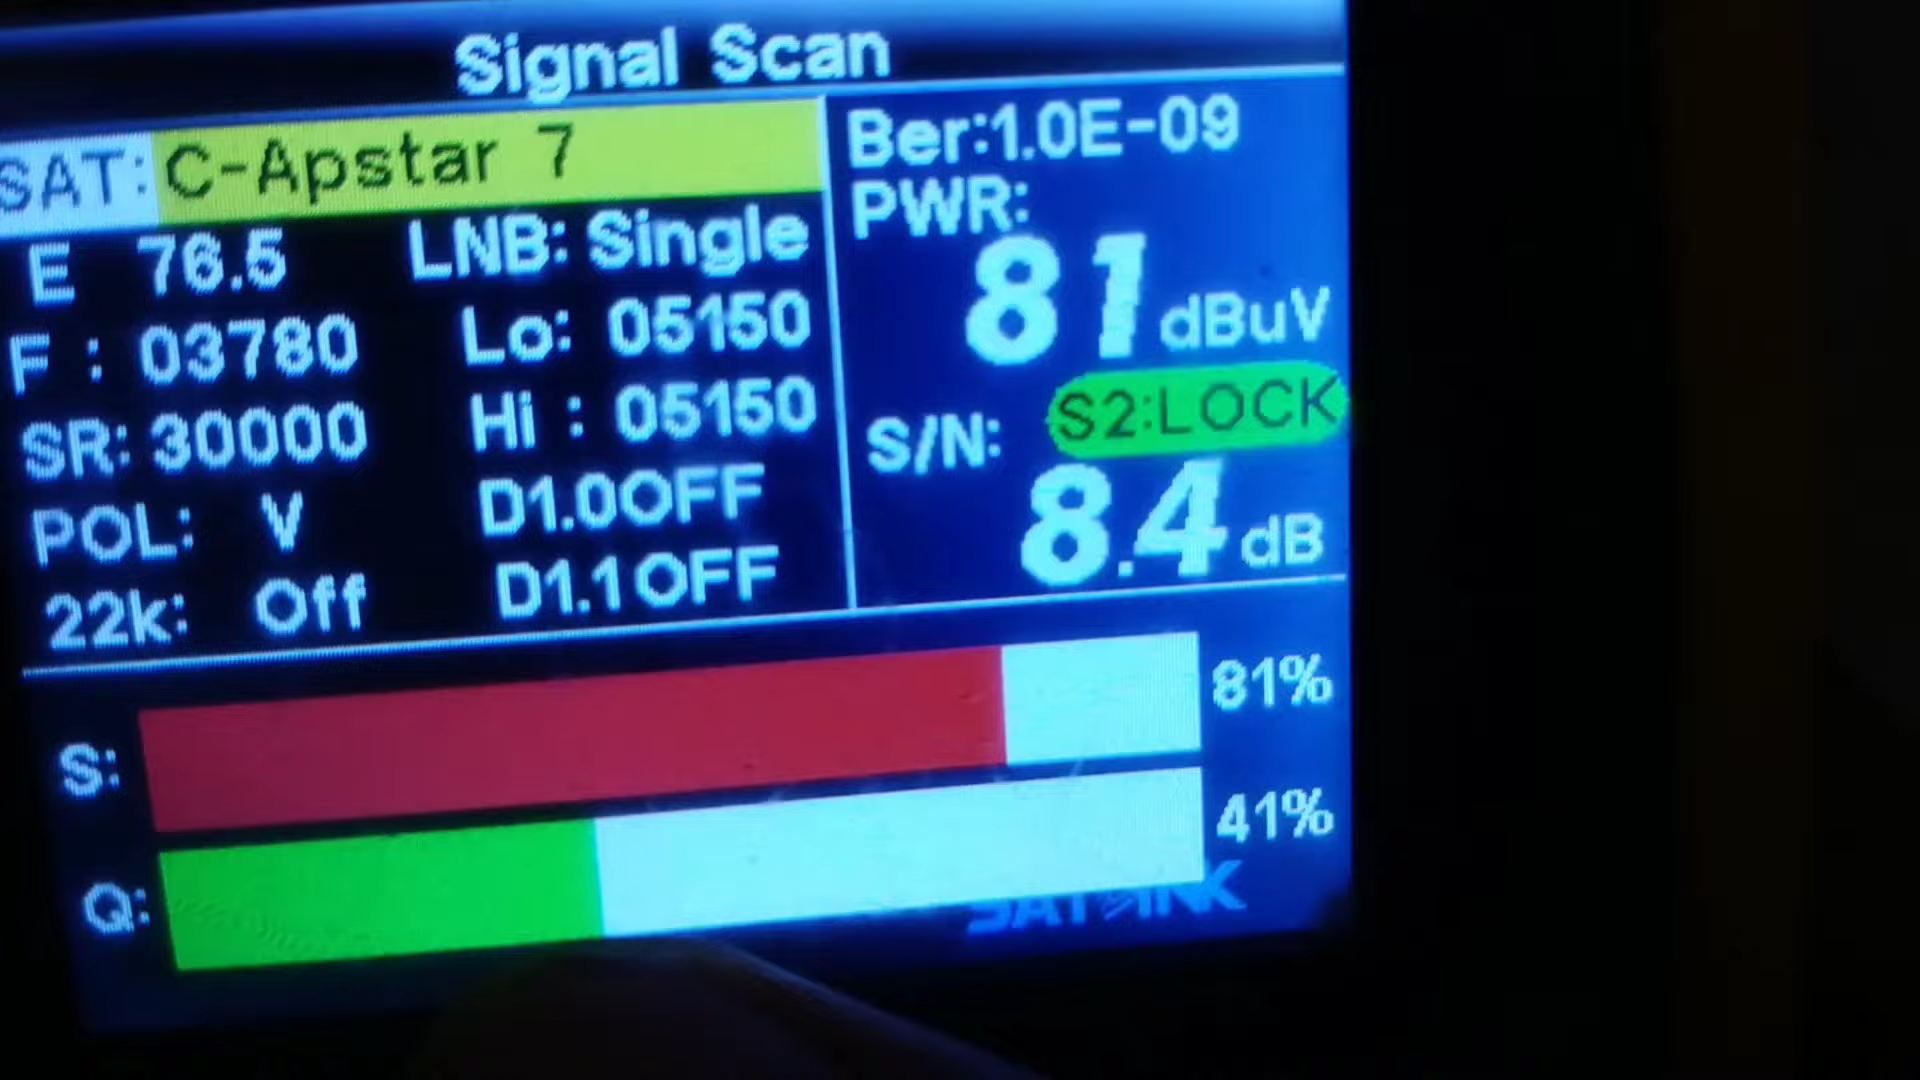 Signal Scan
SAT: C-Apstar 7
E 76.5 LNB: Single
F : 03780 Lo: 05150
SR: 30000 Hi : 05150
POL: V D1.0OFF
22k: Off D1.1OFF
Ber:1.0E-09
PWR:
81 dBuV
S2:LOCK
S/N:
8.4 dB
S: 81%
Q: 41%
SATLINK